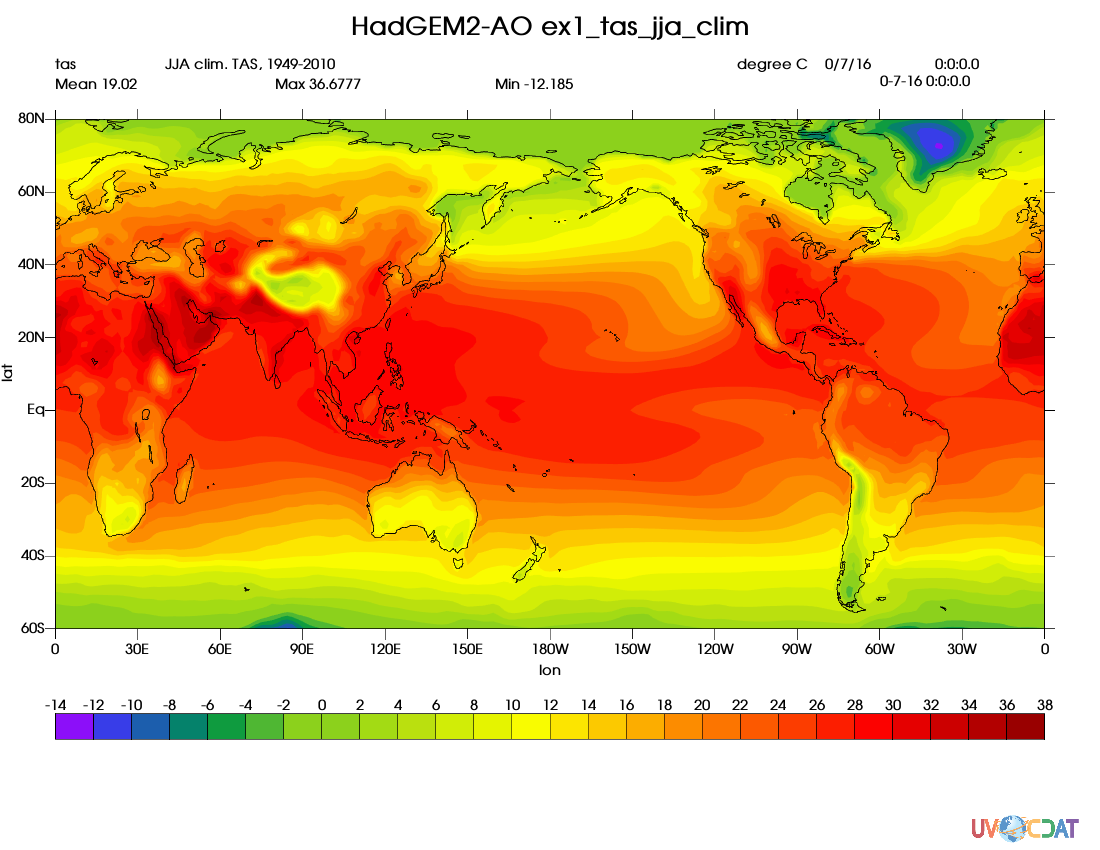 HadGEM2-AO ex1_tas_jja_clim
tas JJA clim. TAS, 1949-2010 degree C 0/7/16 0:0:0.0
Mean 19.02 Max 36.6777 Min -12.185 0-7-16 0:0:0.0
80N
60N
40N
20N
lat
Eq
20S
40S
60S
0 30E 60E 90E 120E 150E 180W 150W 120W 90W 60W 30W 0
lon
-14 -12 -10 -8 -6 -4 -2 0 2 4 6 8 10 12 14 16 18 20 22 24 26 28 30 32 34 36 38
UV CDAT